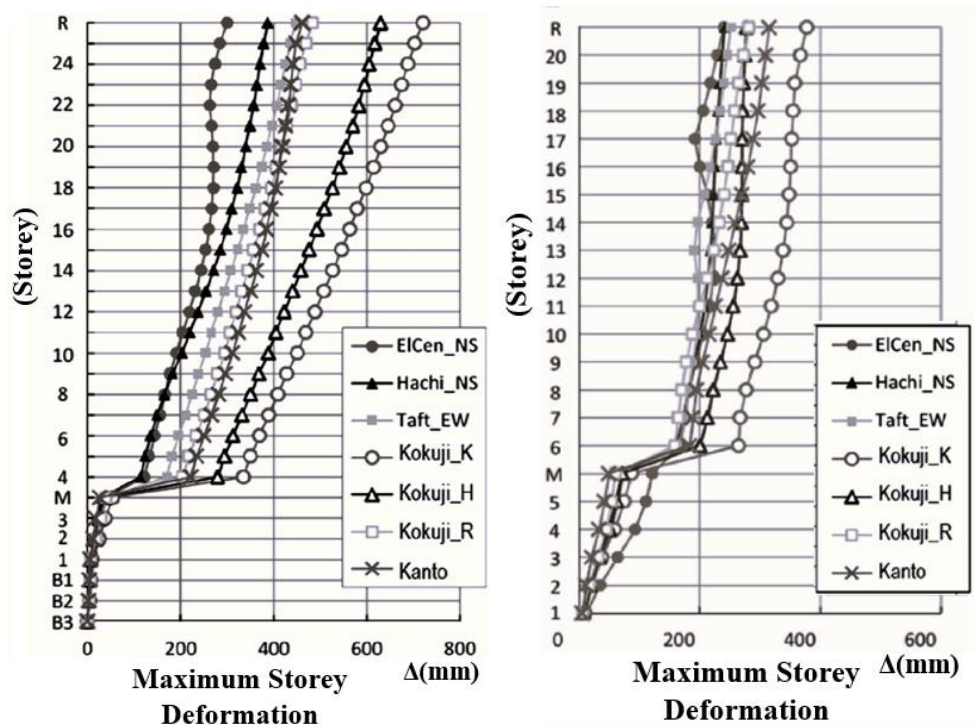 (Storey)
R
24
22
20
18
16
14
12
10
8
6
4
M
3
2
1
B1
B2
B3
0 200 400 600 800
ElCen_NS
Hachi_NS
Taft_EW
Kokuji_K
Kokuji_H
Kokuji_R
Kanto
Maximum Storey Δ(mm)
Deformation
(Storey)
R
20
19
18
17
16
15
14
13
12
11
10
9
8
7
6
M
5
4
3
2
1
0 200 400 600
ElCen_NS
Hachi_NS
Taft_EW
Kokuji_K
Kokuji_H
Kokuji_R
Kanto
Maximum Storey Δ(mm)
Deformation